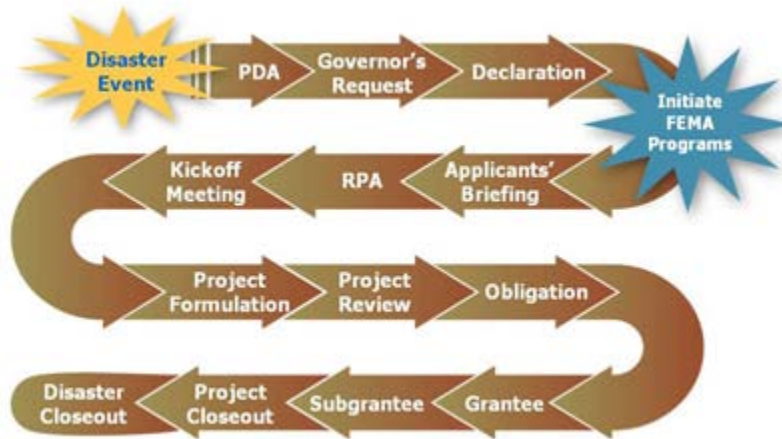 Disaster
Event
PDA
Governor's
Request
Declaration
Initiate
FEMA
Programs
Applicants'
Briefing
RPA
Kickoff
Meeting
Project
Formulation
Project
Review
Obligation
Grantee
Subgrantee
Project
Closeout
Disaster
Closeout